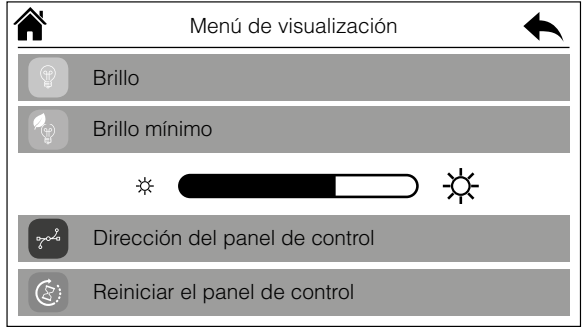 Menú de visualización
Brillo
Brillo mínimo
Dirección del panel de control
Reiniciar el panel de control